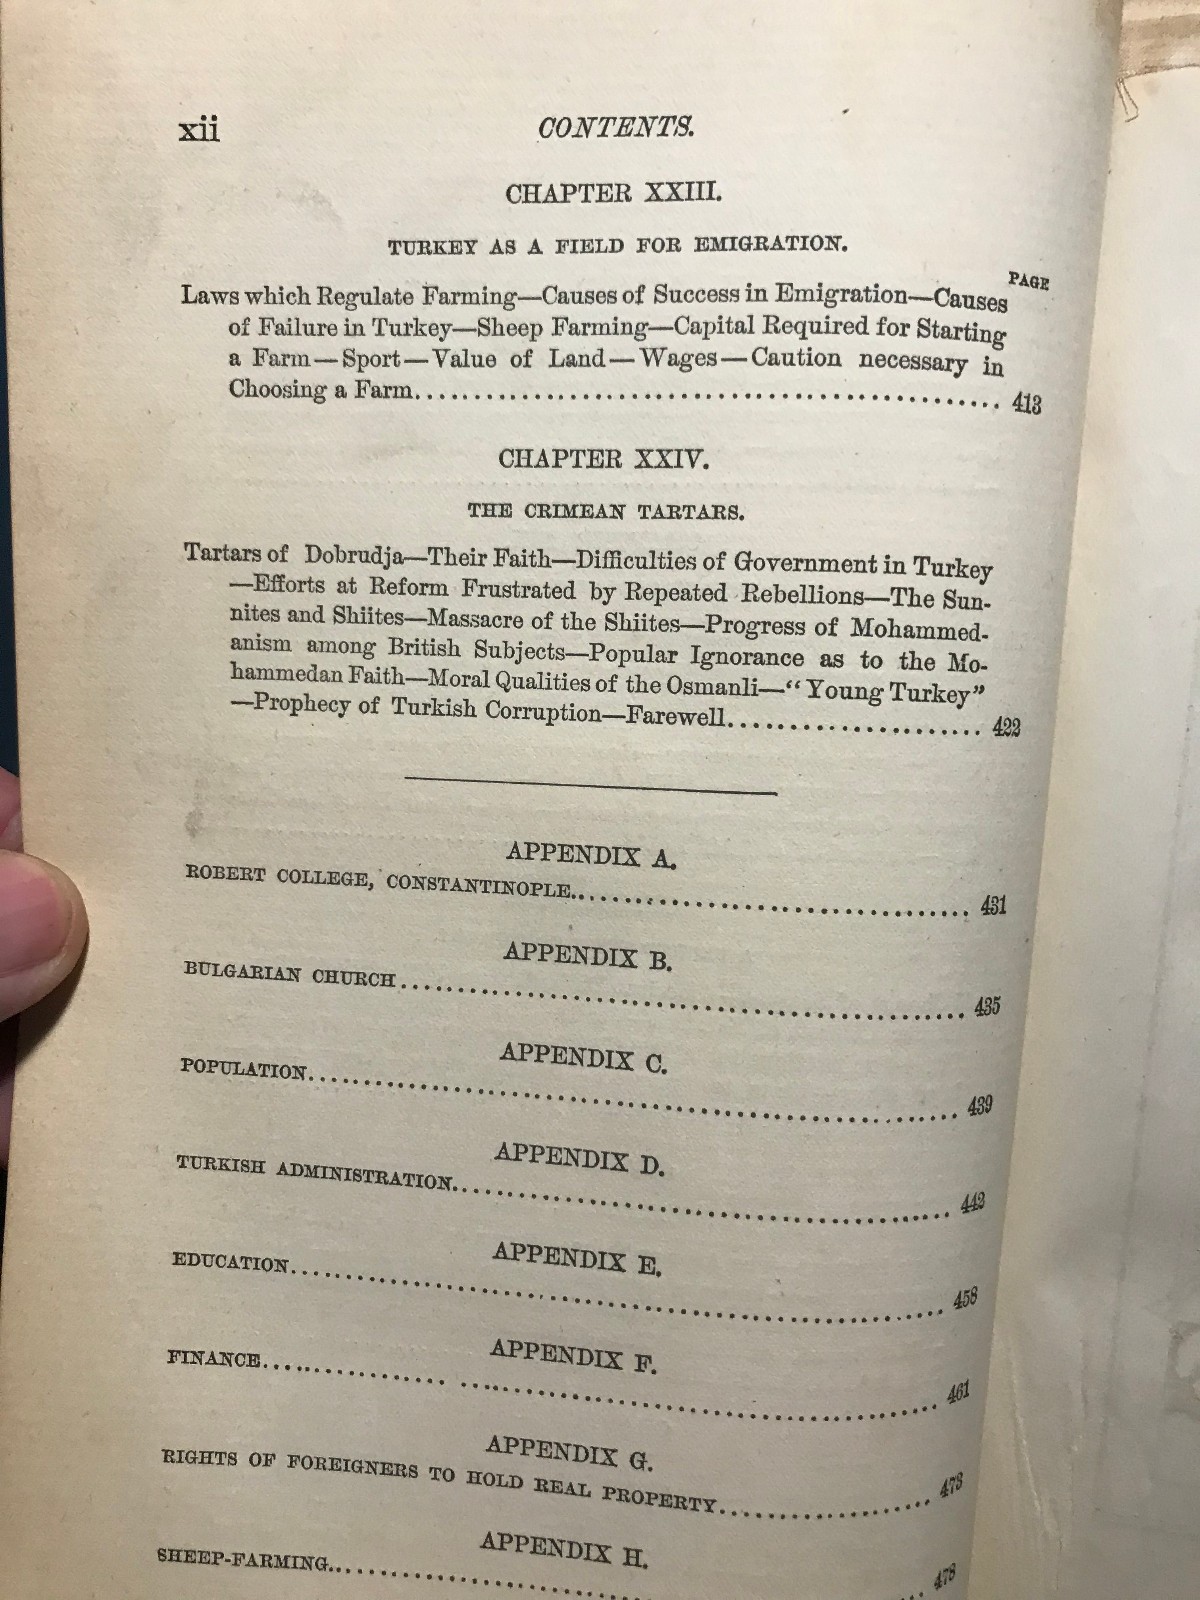 xii CONTENTS.
CHAPTER XXIII.
TURKEY AS A FIELD FOR EMIGRATION.
PAGE
Laws which Regulate Farming—Causes of Success in Emigration—Causes
of Failure in Turkey—Sheep Farming—Capital Required for Starting
a Farm—Sport—Value of Land—Wages—Caution necessary in
Choosing a Farm.................................................. 413
CHAPTER XXIV.
THE CRIMEAN TARTARS.
Tartars of Dobrudja—Their Faith—Difficulties of Government in Turkey
—Efforts at Reform Frustrated by Repeated Rebellions—The Sun-
nites and Shiites—Massacre of the Shiites—Progress of Mohammed-
anism among British Subjects—Popular Ignorance as to the Mo-
hammedan Faith—Moral Qualities of the Osmanli—“Young Turkey”
—Prophecy of Turkish Corruption—Farewell...................... 422
APPENDIX A.
ROBERT COLLEGE, CONSTANTINOPLE.................................. 431
APPENDIX B.
BULGARIAN CHURCH.................................................. 435
APPENDIX C.
POPULATION.......................................................... 439
APPENDIX D.
TURKISH ADMINISTRATION............................................ 442
APPENDIX E.
EDUCATION............................................................ 458
APPENDIX F.
FINANCE.............................................................. 461
APPENDIX G.
RIGHTS OF FOREIGNERS TO HOLD REAL PROPERTY...................... 473
APPENDIX H.
SHEEP-FARMING...................................................... 478